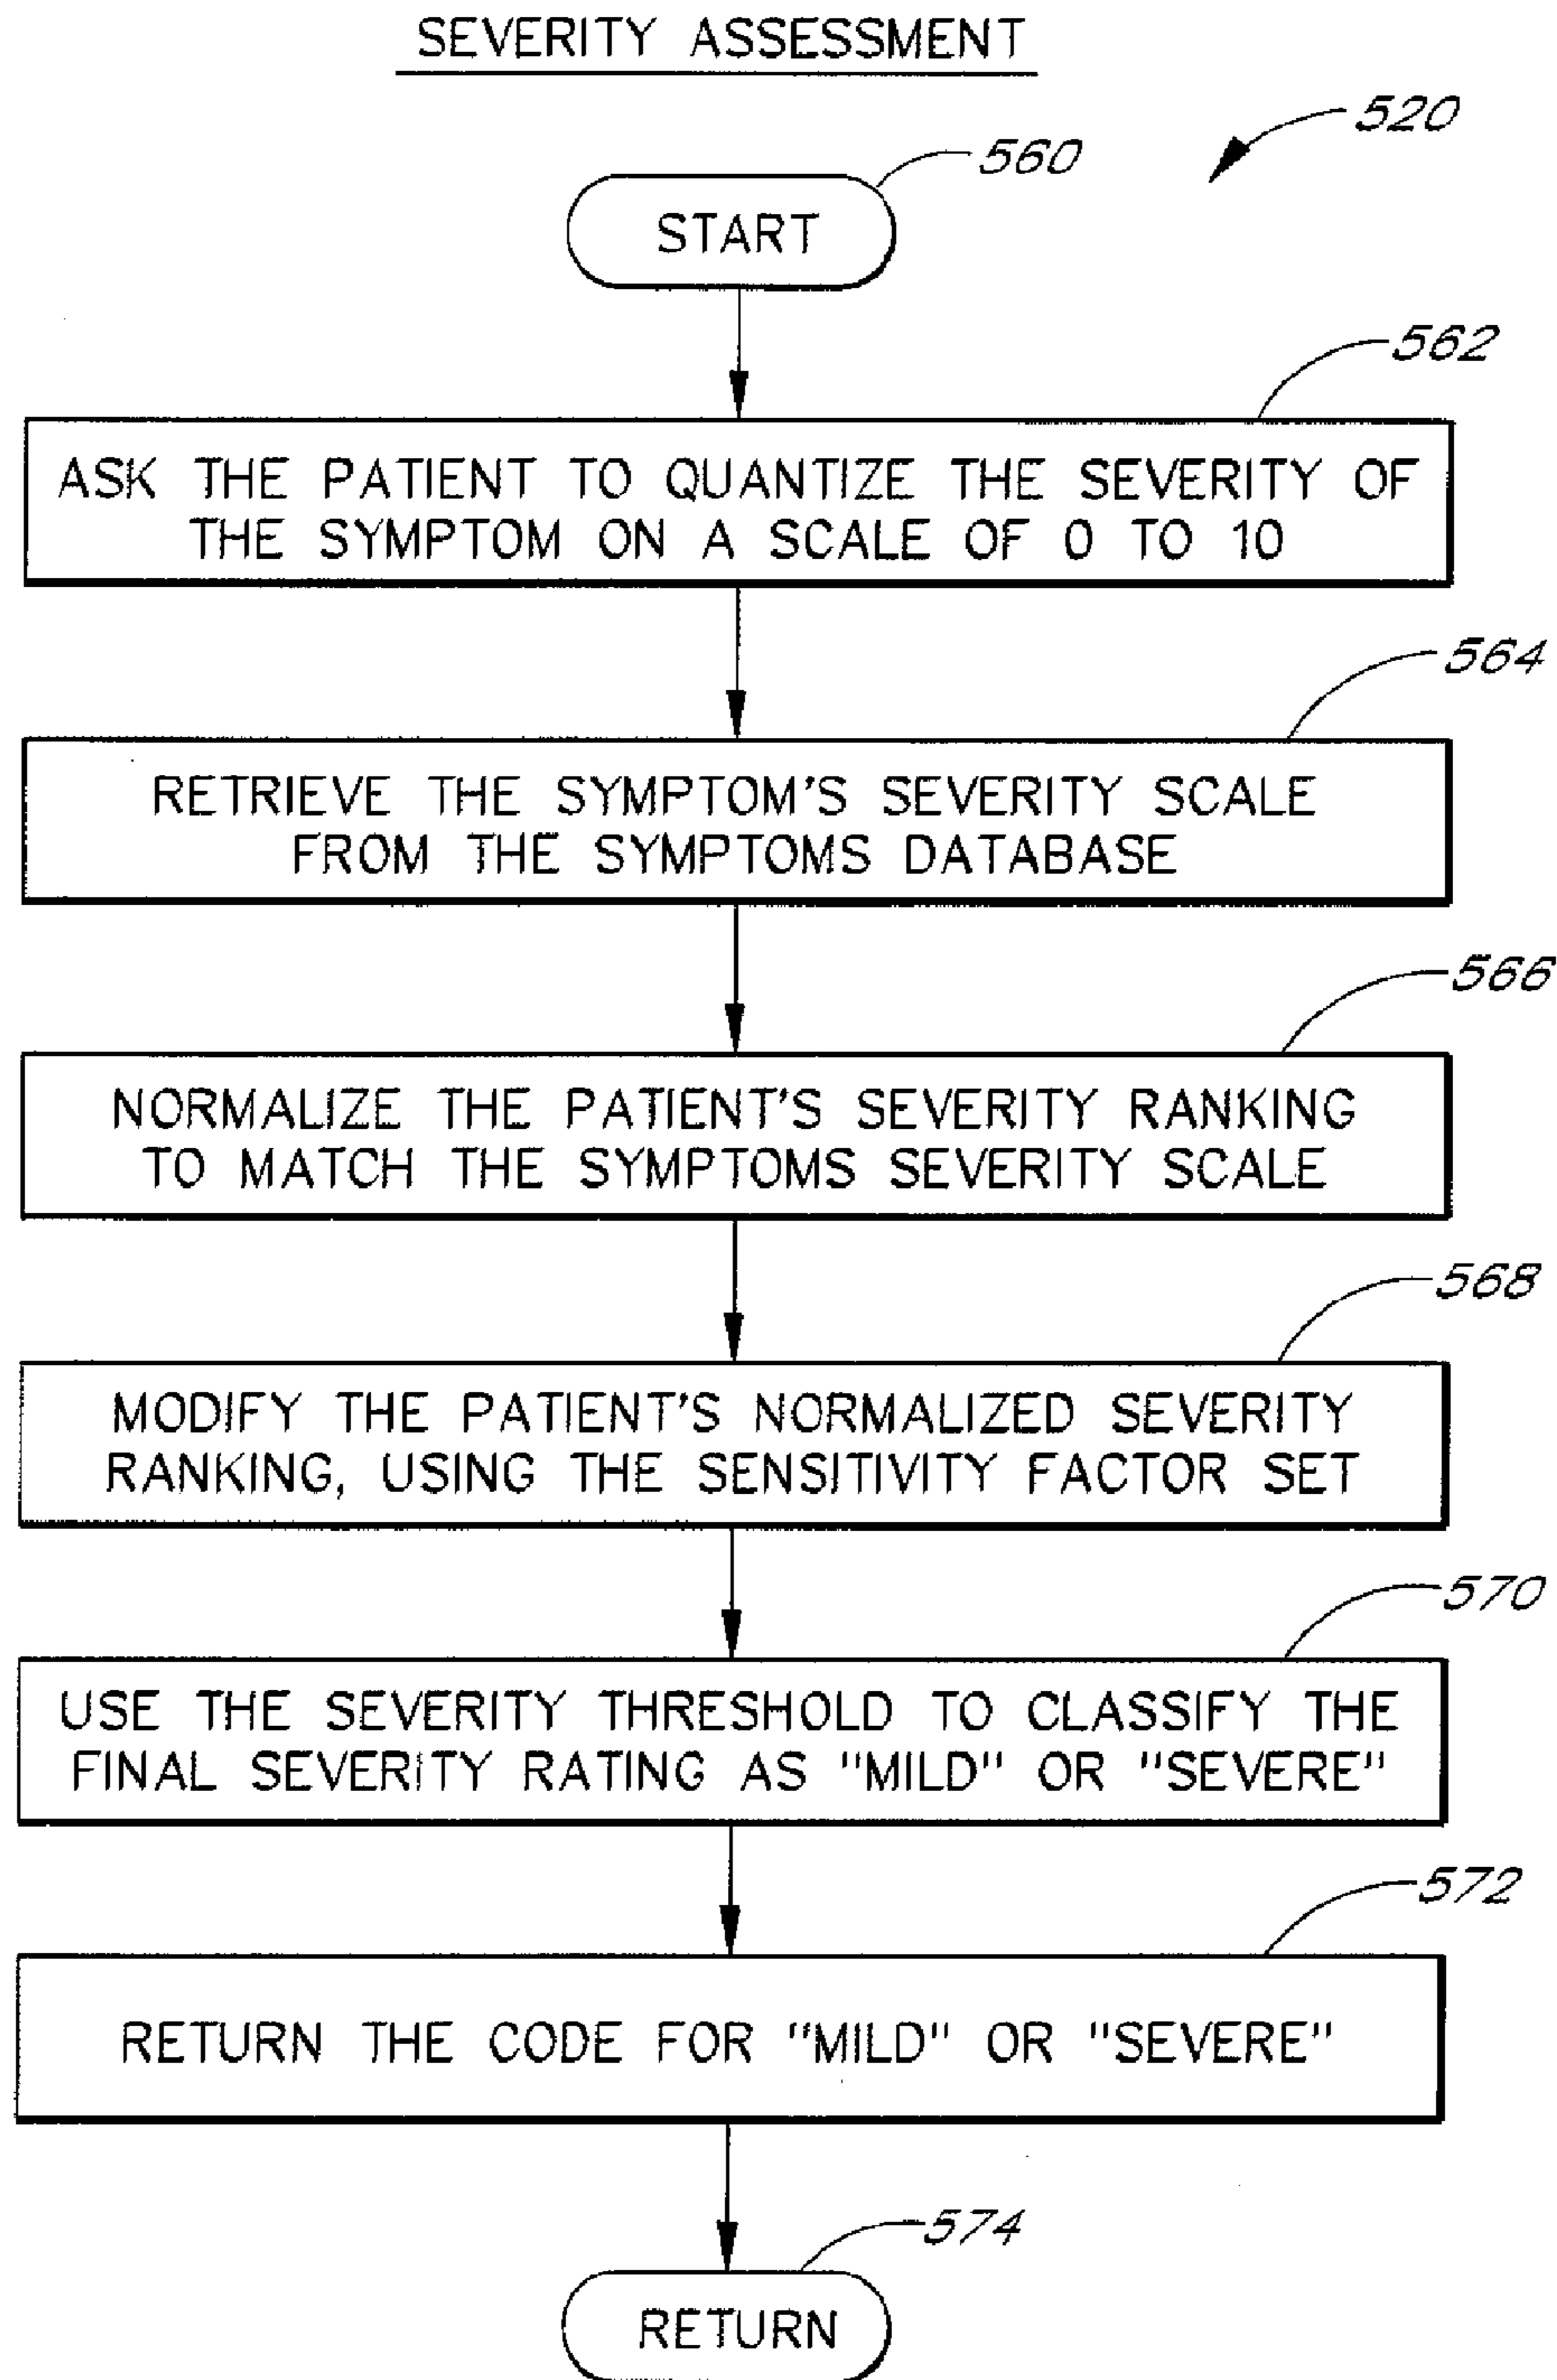 SEVERITY ASSESSMENT
520
560
START
562
ASK THE PATIENT TO QUANTIZE THE SEVERITY OF
THE SYMPTOM ON A SCALE OF 0 TO 10
564
RETRIEVE THE SYMPTOM'S SEVERITY SCALE
FROM THE SYMPTOMS DATABASE
566
NORMALIZE THE PATIENT'S SEVERITY RANKING
TO MATCH THE SYMPTOMS SEVERITY SCALE
568
MODIFY THE PATIENT'S NORMALIZED SEVERITY
RANKING, USING THE SENSITIVITY FACTOR SET
570
USE THE SEVERITY THRESHOLD TO CLASSIFY THE
FINAL SEVERITY RATING AS "MILD" OR "SEVERE"
572
RETURN THE CODE FOR "MILD" OR "SEVERE"
574
RETURN